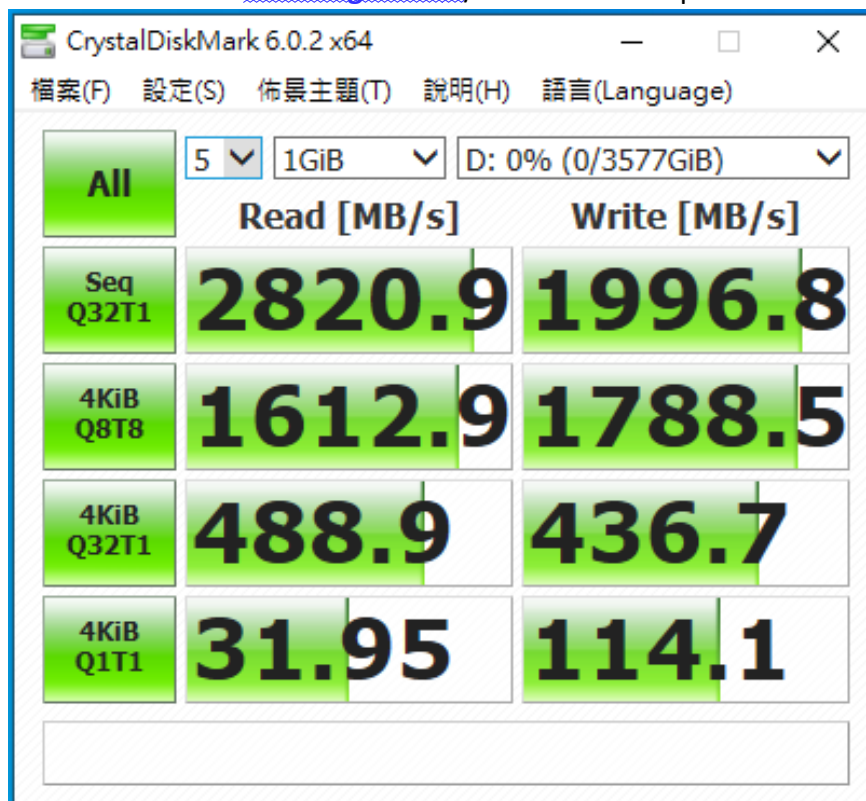 CrystalDiskMark 6.0.2 x64
檔案(F) 設定(S) 佈景主題(T) 說明(H) 語言(Language)
All 5 1GiB D: 0% (0/3577GiB)
Read [MB/s] Write [MB/s]
Seq
Q32T1 2820.9 1996.8
4KiB
Q8T8 1612.9 1788.5
4KiB
Q32T1 488.9 436.7
4KiB
Q1T1 31.95 114.1